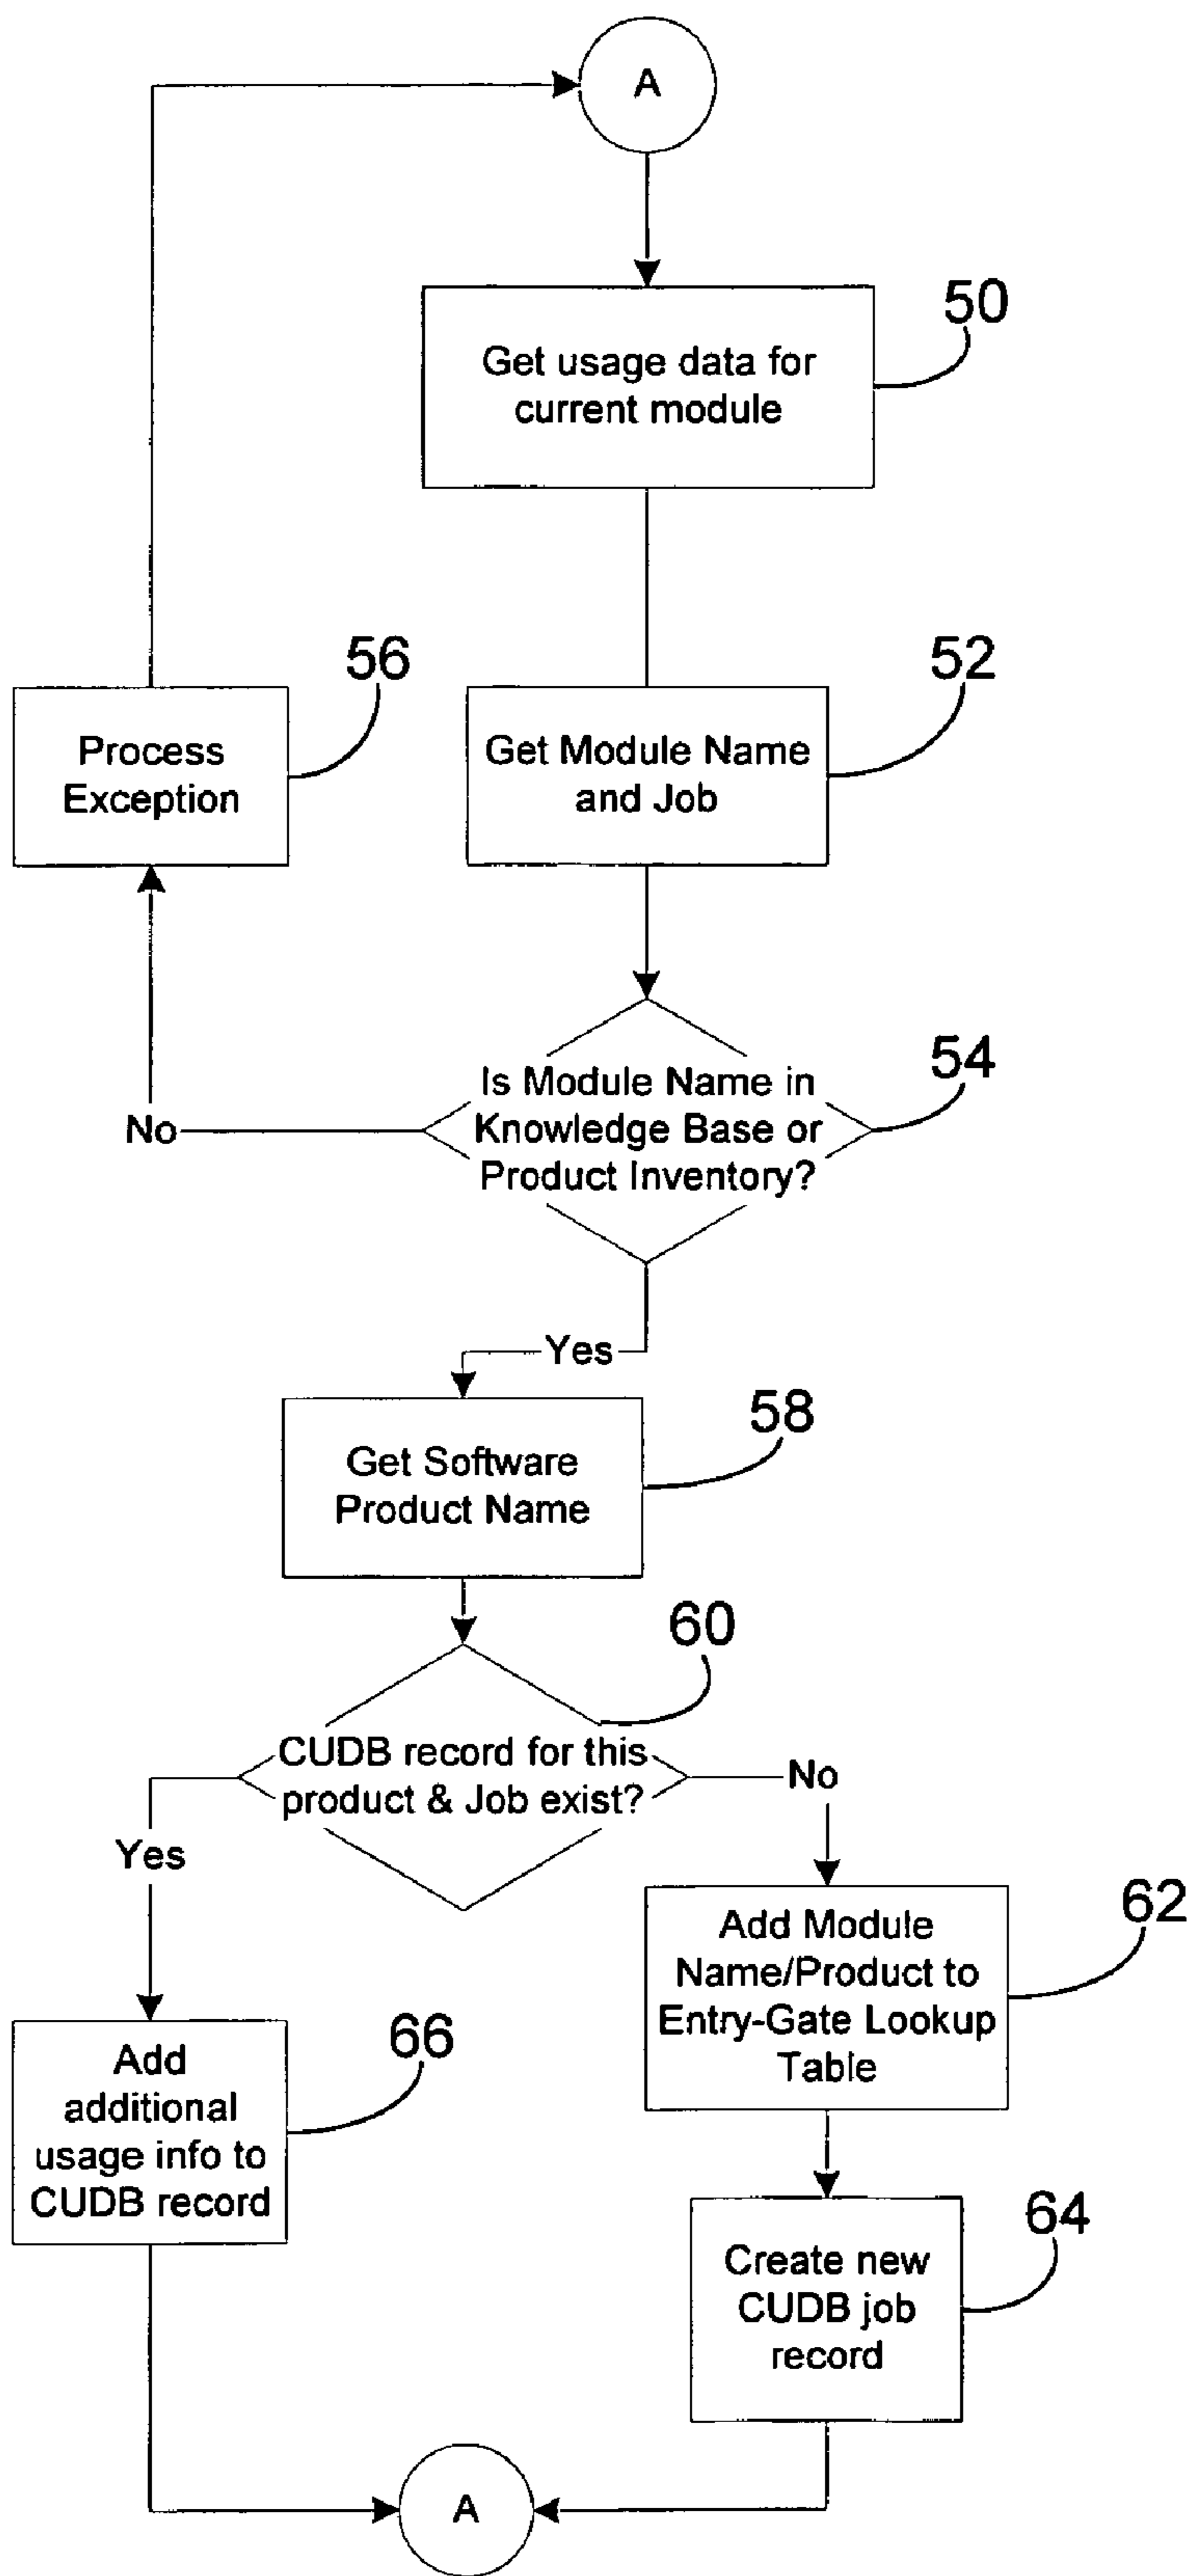 A
50
Get usage data for
current module
56
52
Process
Exception
Get Module Name
and Job
54
Is Module Name in
Knowledge Base or
Product Inventory?
No
Yes
58
Get Software
Product Name
60
CUDB record for this
product & Job exist?
No
Yes
62
Add Module
Name/Product to
Entry-Gate Lookup
Table
66
Add
additional
usage info to
CUDB record
64
Create new
CUDB job
record
A